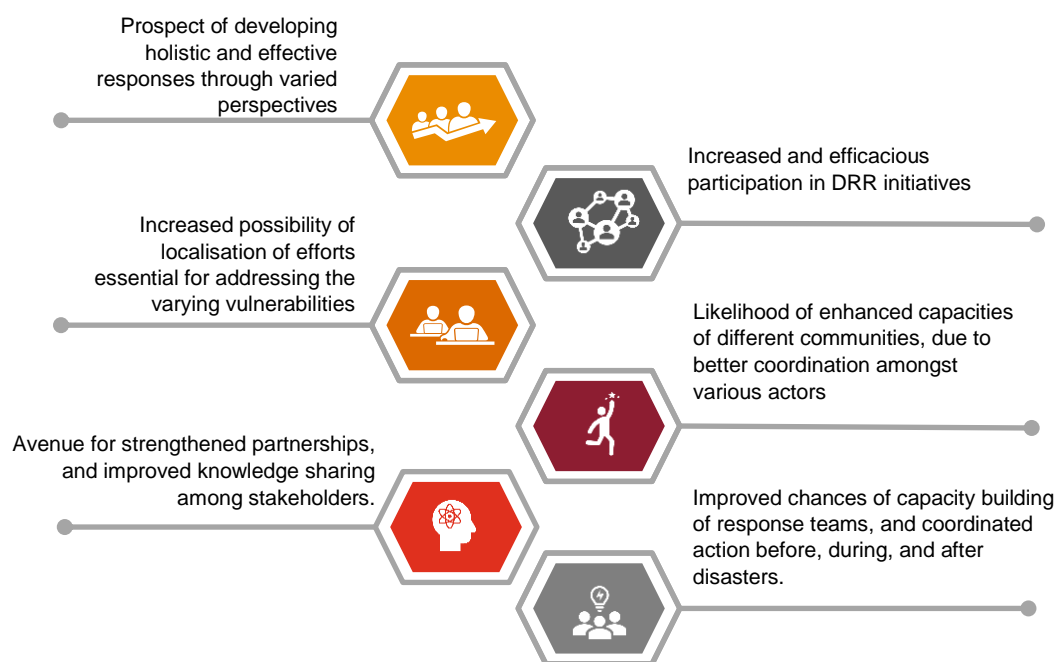 Prospect of developing
holistic and effective
responses through varied
perspectives
Increased and efficacious
participation in DRR initiatives
Increased possibility of
localisation of efforts
essential for addressing the
varying vulnerabilities
Likelihood of enhanced capacities
of different communities, due to
better coordination amongst
various actors
Avenue for strengthened partnerships,
and improved knowledge sharing
among stakeholders.
Improved chances of capacity building
of response teams, and coordinated
action before, during, and after
disasters.